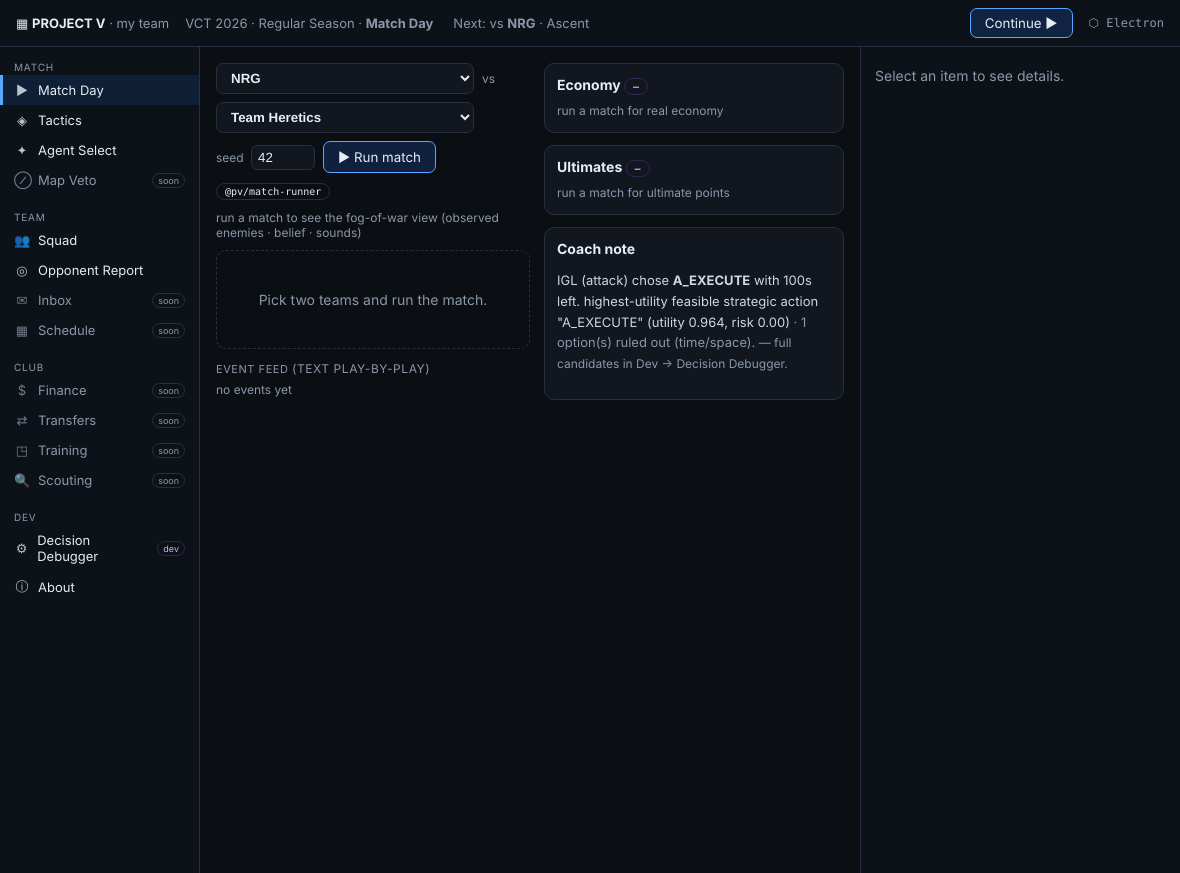 PROJECT V · my team VCT 2026 · Regular Season · Match Day Next: vs NRG · Ascent Continue ▶ Electron
MATCH
Match Day
Tactics
Agent Select
Map Veto soon
TEAM
Squad
Opponent Report
Inbox soon
Schedule soon
CLUB
$ Finance soon
Transfers soon
Training soon
Scouting soon
DEV
Decision
Debugger dev
About
NRG vs
Team Heretics
seed 42 ▶ Run match
@pv/match-runner
run a match to see the fog-of-war view (observed
enemies · belief · sounds)
Pick two teams and run the match.
EVENT FEED (TEXT PLAY-BY-PLAY)
no events yet
Economy –
run a match for real economy
Ultimates –
run a match for ultimate points
Coach note
IGL (attack) chose A_EXECUTE with 100s
left. highest-utility feasible strategic action
"A_EXECUTE" (utility 0.964, risk 0.00) · 1
option(s) ruled out (time/space). — full
candidates in Dev → Decision Debugger.
Select an item to see details.